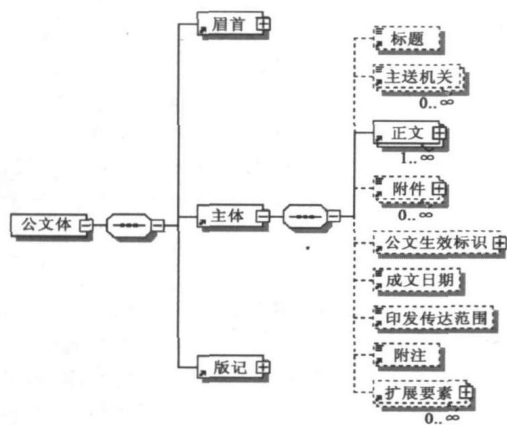 眉首
标题
主送机关
0..∞
正文
1..∞
公文体
主体
附件
0..∞
公文生效标识
成文日期
印发传达范围
版记
附注
扩展要素
0..∞